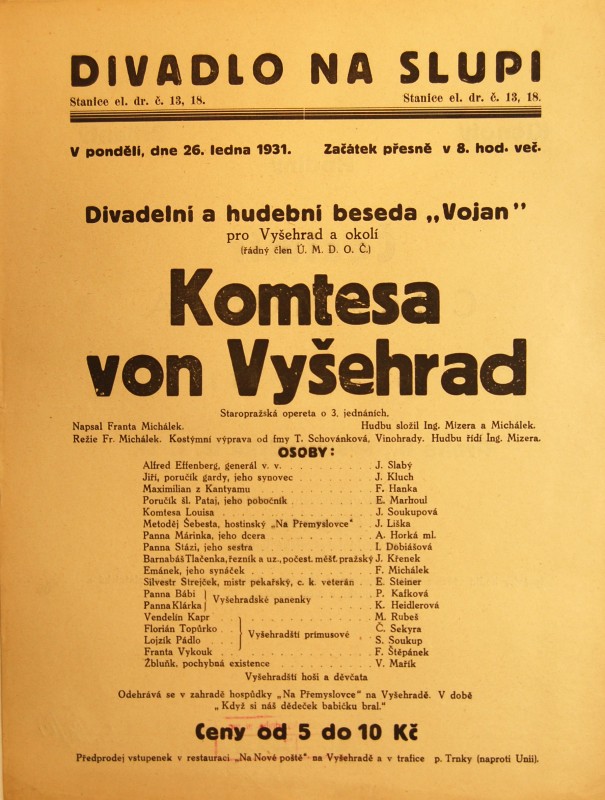 DIVADLO NA SLUPI
Stanice el. dr. č. 13, 18. Stanice el. dr. č. 13, 18.
V pondělí, dne 26. ledna 1931. Začátek přesně v 8. hod. več.
Divadelní a hudební beseda „Vojan”
pro Vyšehrad a okolí
(řádný člen Ú. M. D. O. Č.)
Komtesa
von Vyšehrad
Staropražská opereta o 3. jednáních.
Napsal Franta Michálek. Hudbu složil Ing. Mizera a Michálek.
Režie Fr. Michálek. Kostýmní výprava od fmy T. Schovánková, Vinohrady. Hudbu řídí Ing. Mizera.
OSOBY:
Alfred Effenberg, generál v. v. . . . . . . . . . . J. Slabý
Jiří, poručík gardy, jeho synovec . . . . . . . . . J. Kluch
Maximilian z Kantyamu . . . . . . . . . . . F. Hanka
Poručík šl. Pataj, jeho pobočník . . . . . . . . . E. Marhoul
Komtesa Louisa . . . . . . . . . . . . J. Soukupová
Metoděj Šebesta, hostinský „Na Přemyslovce“ . . J. Liška
Panna Márinka, jeho dcera . . . . . . . . . . A. Horká ml.
Panna Stázi, jeho sestra . . . . . . . . . . . I. Dobiášová
Barnabáš Tlačenka, řezník a uz., počest. měšť. pražský J. Křenek
Emánek, jeho synáček . . . . . . . . . . . F. Michálek
Silvestr Strejček, mistr pekařský, c. k. veterán . . E. Steiner
Panna Bábi } Vyšehradské panenky . . . . . P. Kafková
Panna Klárka } K. Heidlerová
Vendelín Kapr . . . } M. Rubeš
Florián Topůrko . . } Vyšehradští primusové . Č. Sekyra
Lojzík Pádlo . . . } S. Soukup
Franta Vykouk . . } F. Štěpánek
Žbluňk, pochybná existence . . . . . . . . . V. Mařík
Vyšehradští hoši a děvčata
Odehrává se v zahradě hospůdky „Na Přemyslovce“ na Vyšehradě. V době
„Když si náš dědeček babičku bral.“
Ceny od 5 do 10 Kč
Předprodej vstupenek v restauraci „Na Nové poště“ na Vyšehradě a v trafice p. Trnky (naproti Unii).